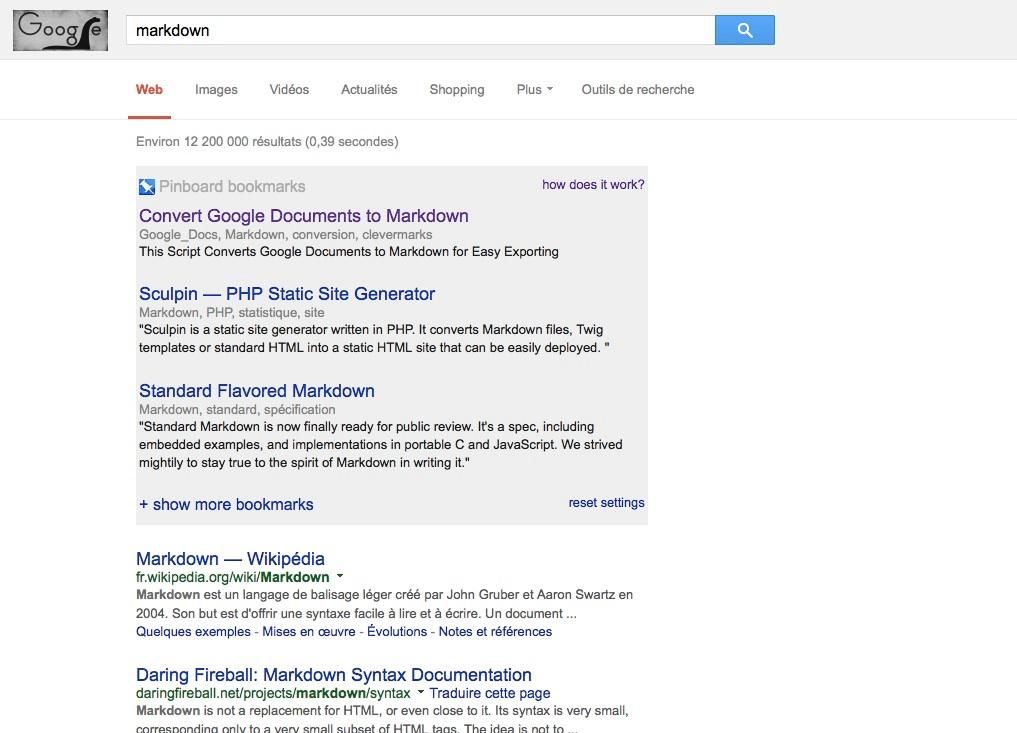 Google
markdown
Web Images Vidéos Actualités Shopping Plus Outils de recherche
Environ 12 200 000 résultats (0,39 secondes)
Pinboard bookmarks how does it work?
Convert Google Documents to Markdown
Google_Docs, Markdown, conversion, clevermarks
This Script Converts Google Documents to Markdown for Easy Exporting
Sculpin — PHP Static Site Generator
Markdown, PHP, statistique, site
"Sculpin is a static site generator written in PHP. It converts Markdown files, Twig
templates or standard HTML into a static HTML site that can be easily deployed. "
Standard Flavored Markdown
Markdown, standard, spécification
"Standard Markdown is now finally ready for public review. It's a spec, including
embedded examples, and implementations in portable C and JavaScript. We strived
mightily to stay true to the spirit of Markdown in writing it."
+ show more bookmarks reset settings
Markdown — Wikipédia
fr.wikipedia.org/wiki/Markdown
Markdown est un langage de balisage léger créé par John Gruber et Aaron Swartz en
2004. Son but est d'offrir une syntaxe facile à lire et à écrire. Un document ...
Quelques exemples - Mises en œuvre - Évolutions - Notes et références
Daring Fireball: Markdown Syntax Documentation
daringfireball.net/projects/markdown/syntax Traduire cette page
Markdown is not a replacement for HTML, or even close to it. Its syntax is very small,
corresponding only to a very small subset of HTML tags. The idea is not to ...